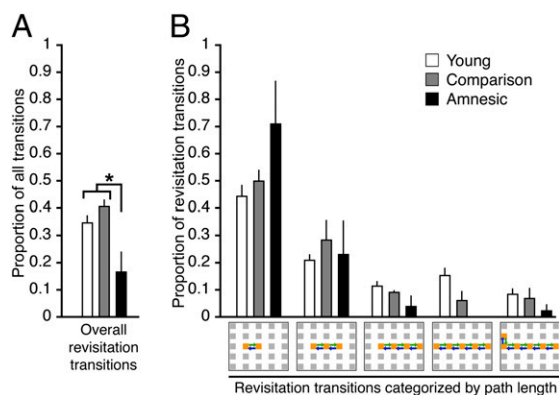 A
Proportion of all transitions
1
0.9
0.8
0.7
0.6
0.5
0.4
0.3
0.2
0.1
0
*
Overall
revisitation
transitions
B
Proportion of revisitation transitions
1
0.9
0.8
0.7
0.6
0.5
0.4
0.3
0.2
0.1
0
Young
Comparison
Amnesic
Revisitation transitions categorized by path length